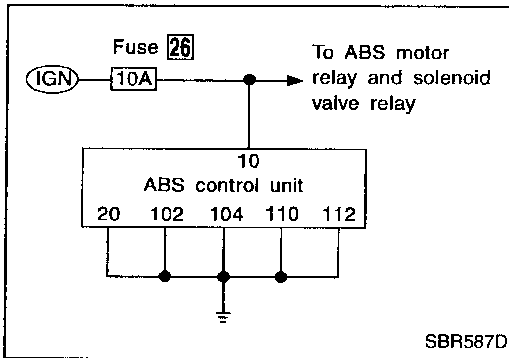 Fuse 26
IGN
10A
To ABS motor
relay and solenoid
valve relay
10
ABS control unit
20 102 104 110 112
SBR587D